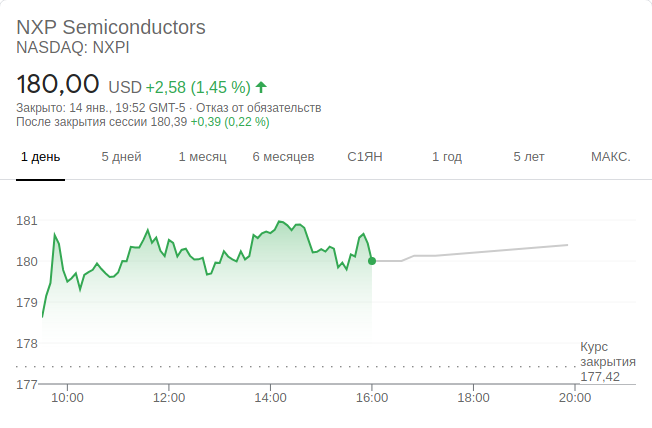 NXP Semiconductors
NASDAQ: NXPI
180,00 USD +2,58 (1,45 %)
Закрыто: 14 янв., 19:52 GMT-5 · Отказ от обязательств
После закрытия сессии 180,39 +0,39 (0,22 %)
1 день 5 дней 1 месяц 6 месяцев С1ЯН 1 год 5 лет МАКС.
181
180
179
178
Курс
закрытия
177,42
177
10:00 12:00 14:00 16:00 18:00 20:00